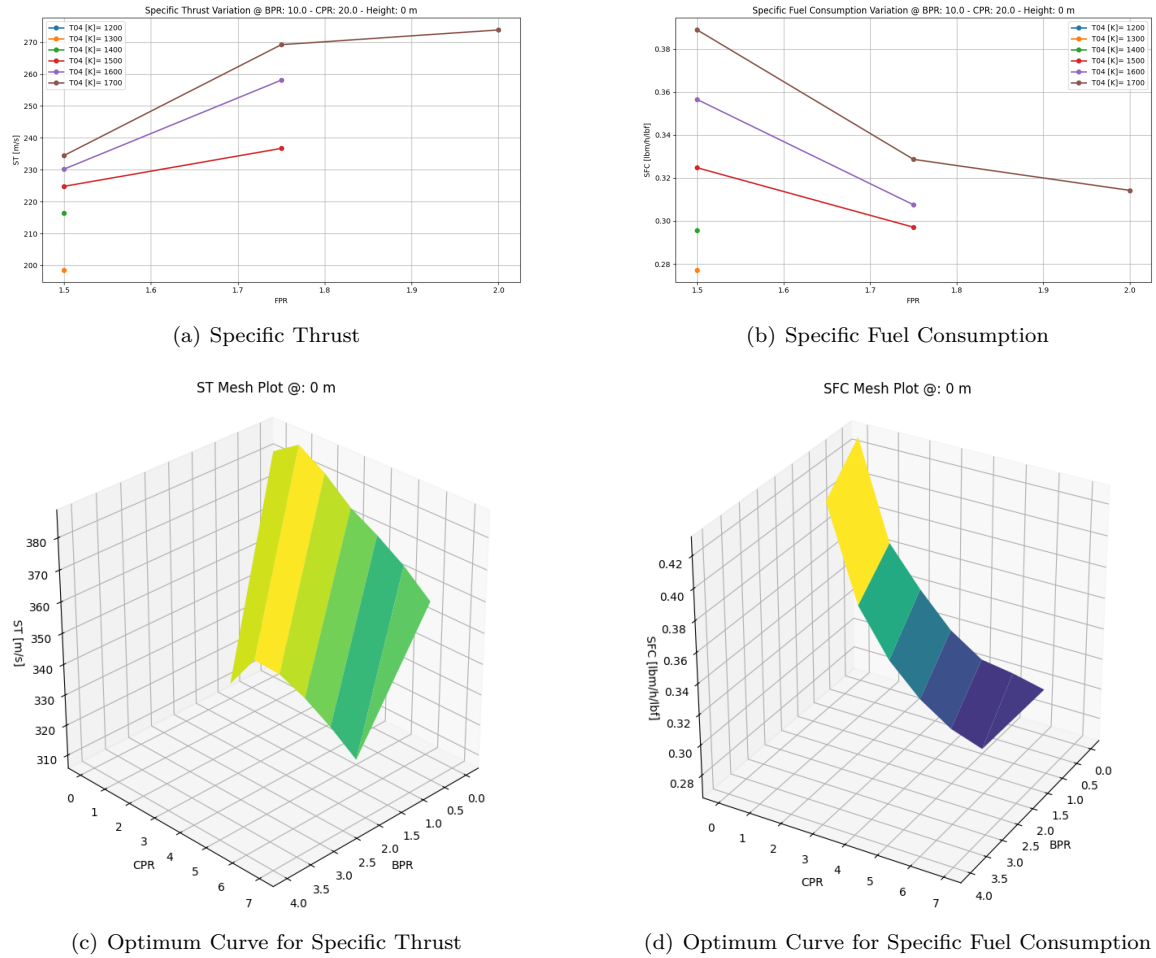 Specific Thrust Variation @ BPR: 10.0 - CPR: 20.0 - Height: 0 m
T04 [K]= 1200
T04 [K]= 1300
T04 [K]= 1400
T04 [K]= 1500
T04 [K]= 1600
T04 [K]= 1700
270
260
250
240
230
220
210
200
ST [m/s]
1.5 1.6 1.7 1.8 1.9 2.0
FPR
(a) Specific Thrust
Specific Fuel Consumption Variation @ BPR: 10.0 - CPR: 20.0 - Height: 0 m
T04 [K]= 1200
T04 [K]= 1300
T04 [K]= 1400
T04 [K]= 1500
T04 [K]= 1600
T04 [K]= 1700
0.38
0.36
0.34
0.32
0.30
0.28
SFC [lbm/h/lbf]
1.5 1.6 1.7 1.8 1.9 2.0
FPR
(b) Specific Fuel Consumption
ST Mesh Plot @: 0 m
380
370
360
350
340
330
320
310
ST [m/s]
0 1 2 3 4 5 6 7
CPR
0.0 0.5 1.0 1.5 2.0 2.5 3.0 3.5 4.0
BPR
(c) Optimum Curve for Specific Thrust
SFC Mesh Plot @: 0 m
0.42
0.40
0.38
0.36
0.34
0.32
0.30
0.28
SFC [lbm/h/lbf]
0 1 2 3 4 5 6 7
CPR
0.0 0.5 1.0 1.5 2.0 2.5 3.0 3.5 4.0
BPR
(d) Optimum Curve for Specific Fuel Consumption